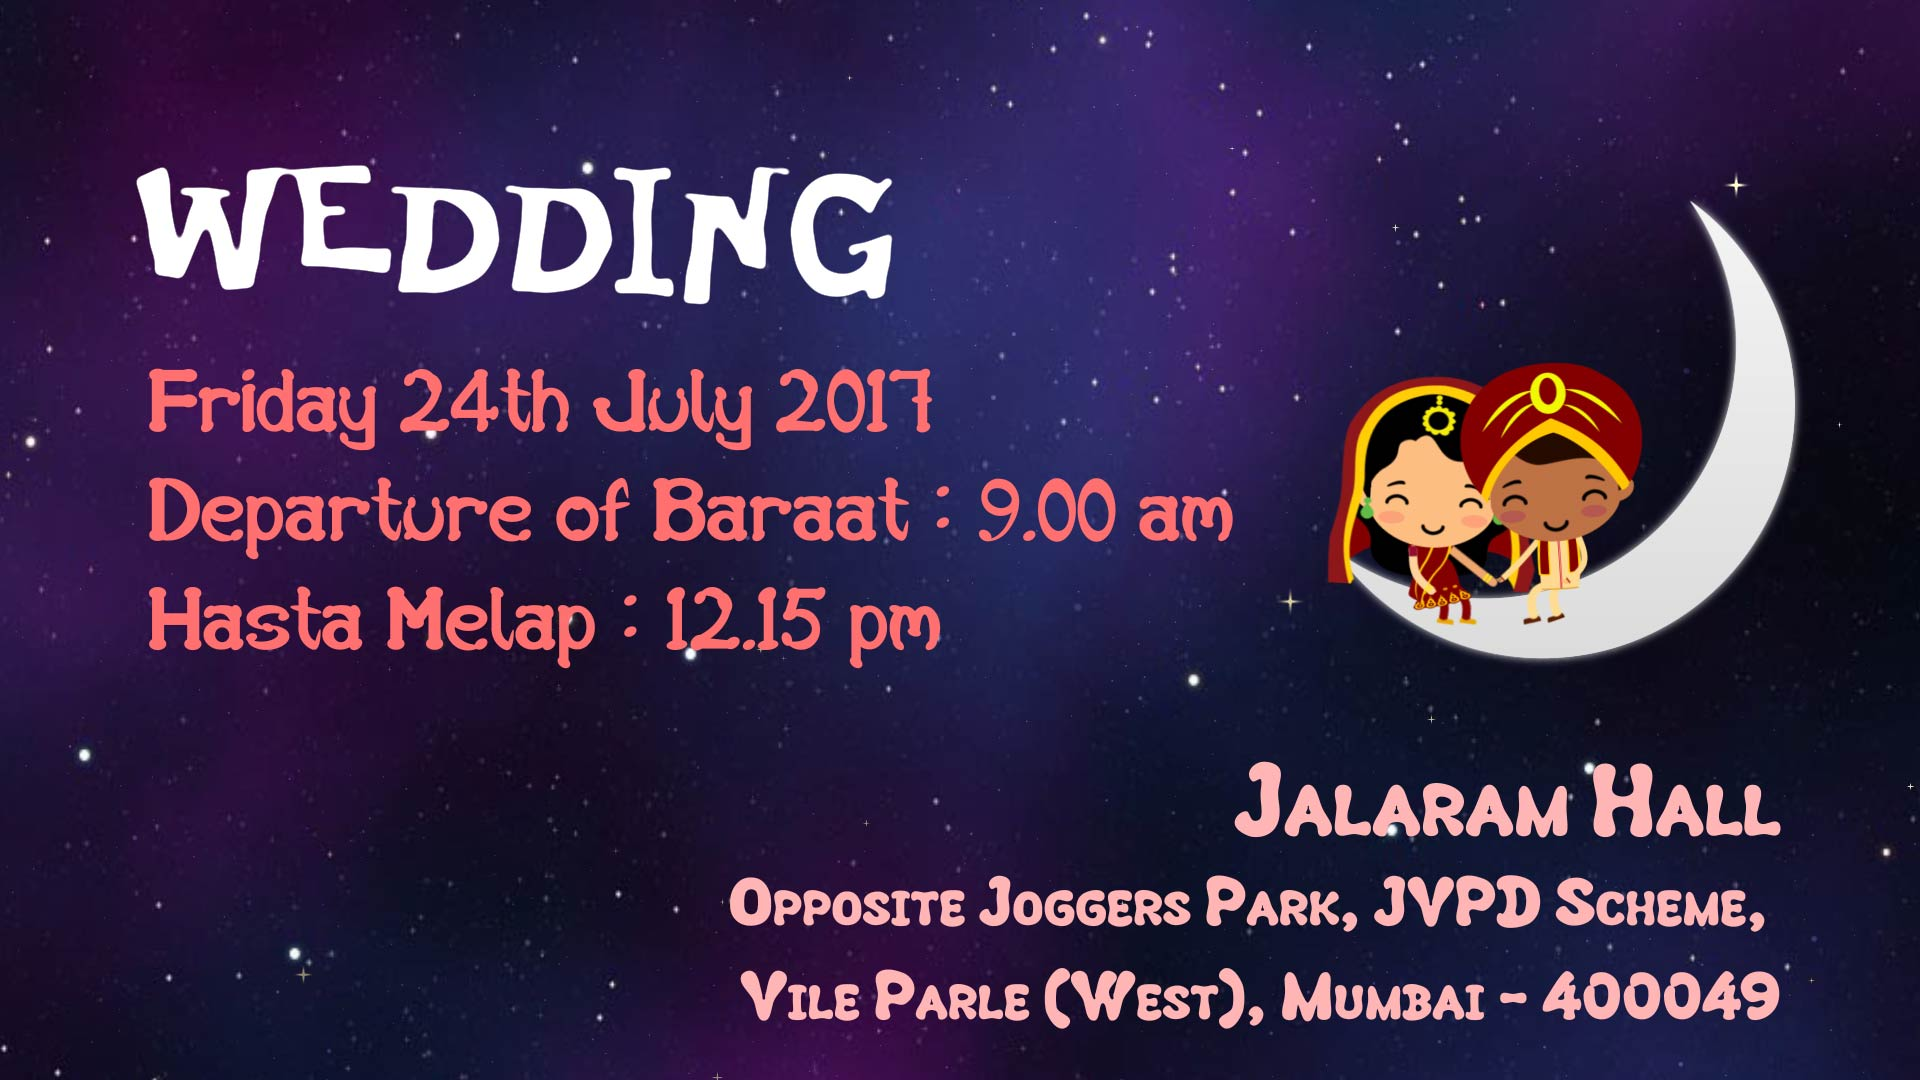 WEDDING
Friday 24th July 2017
Departure of Baraat : 9.00 am
Hasta Melap : 12.15 pm
Jalaram Hall
Opposite Joggers Park, JVPD Scheme,
Vile Parle (West), Mumbai - 400049